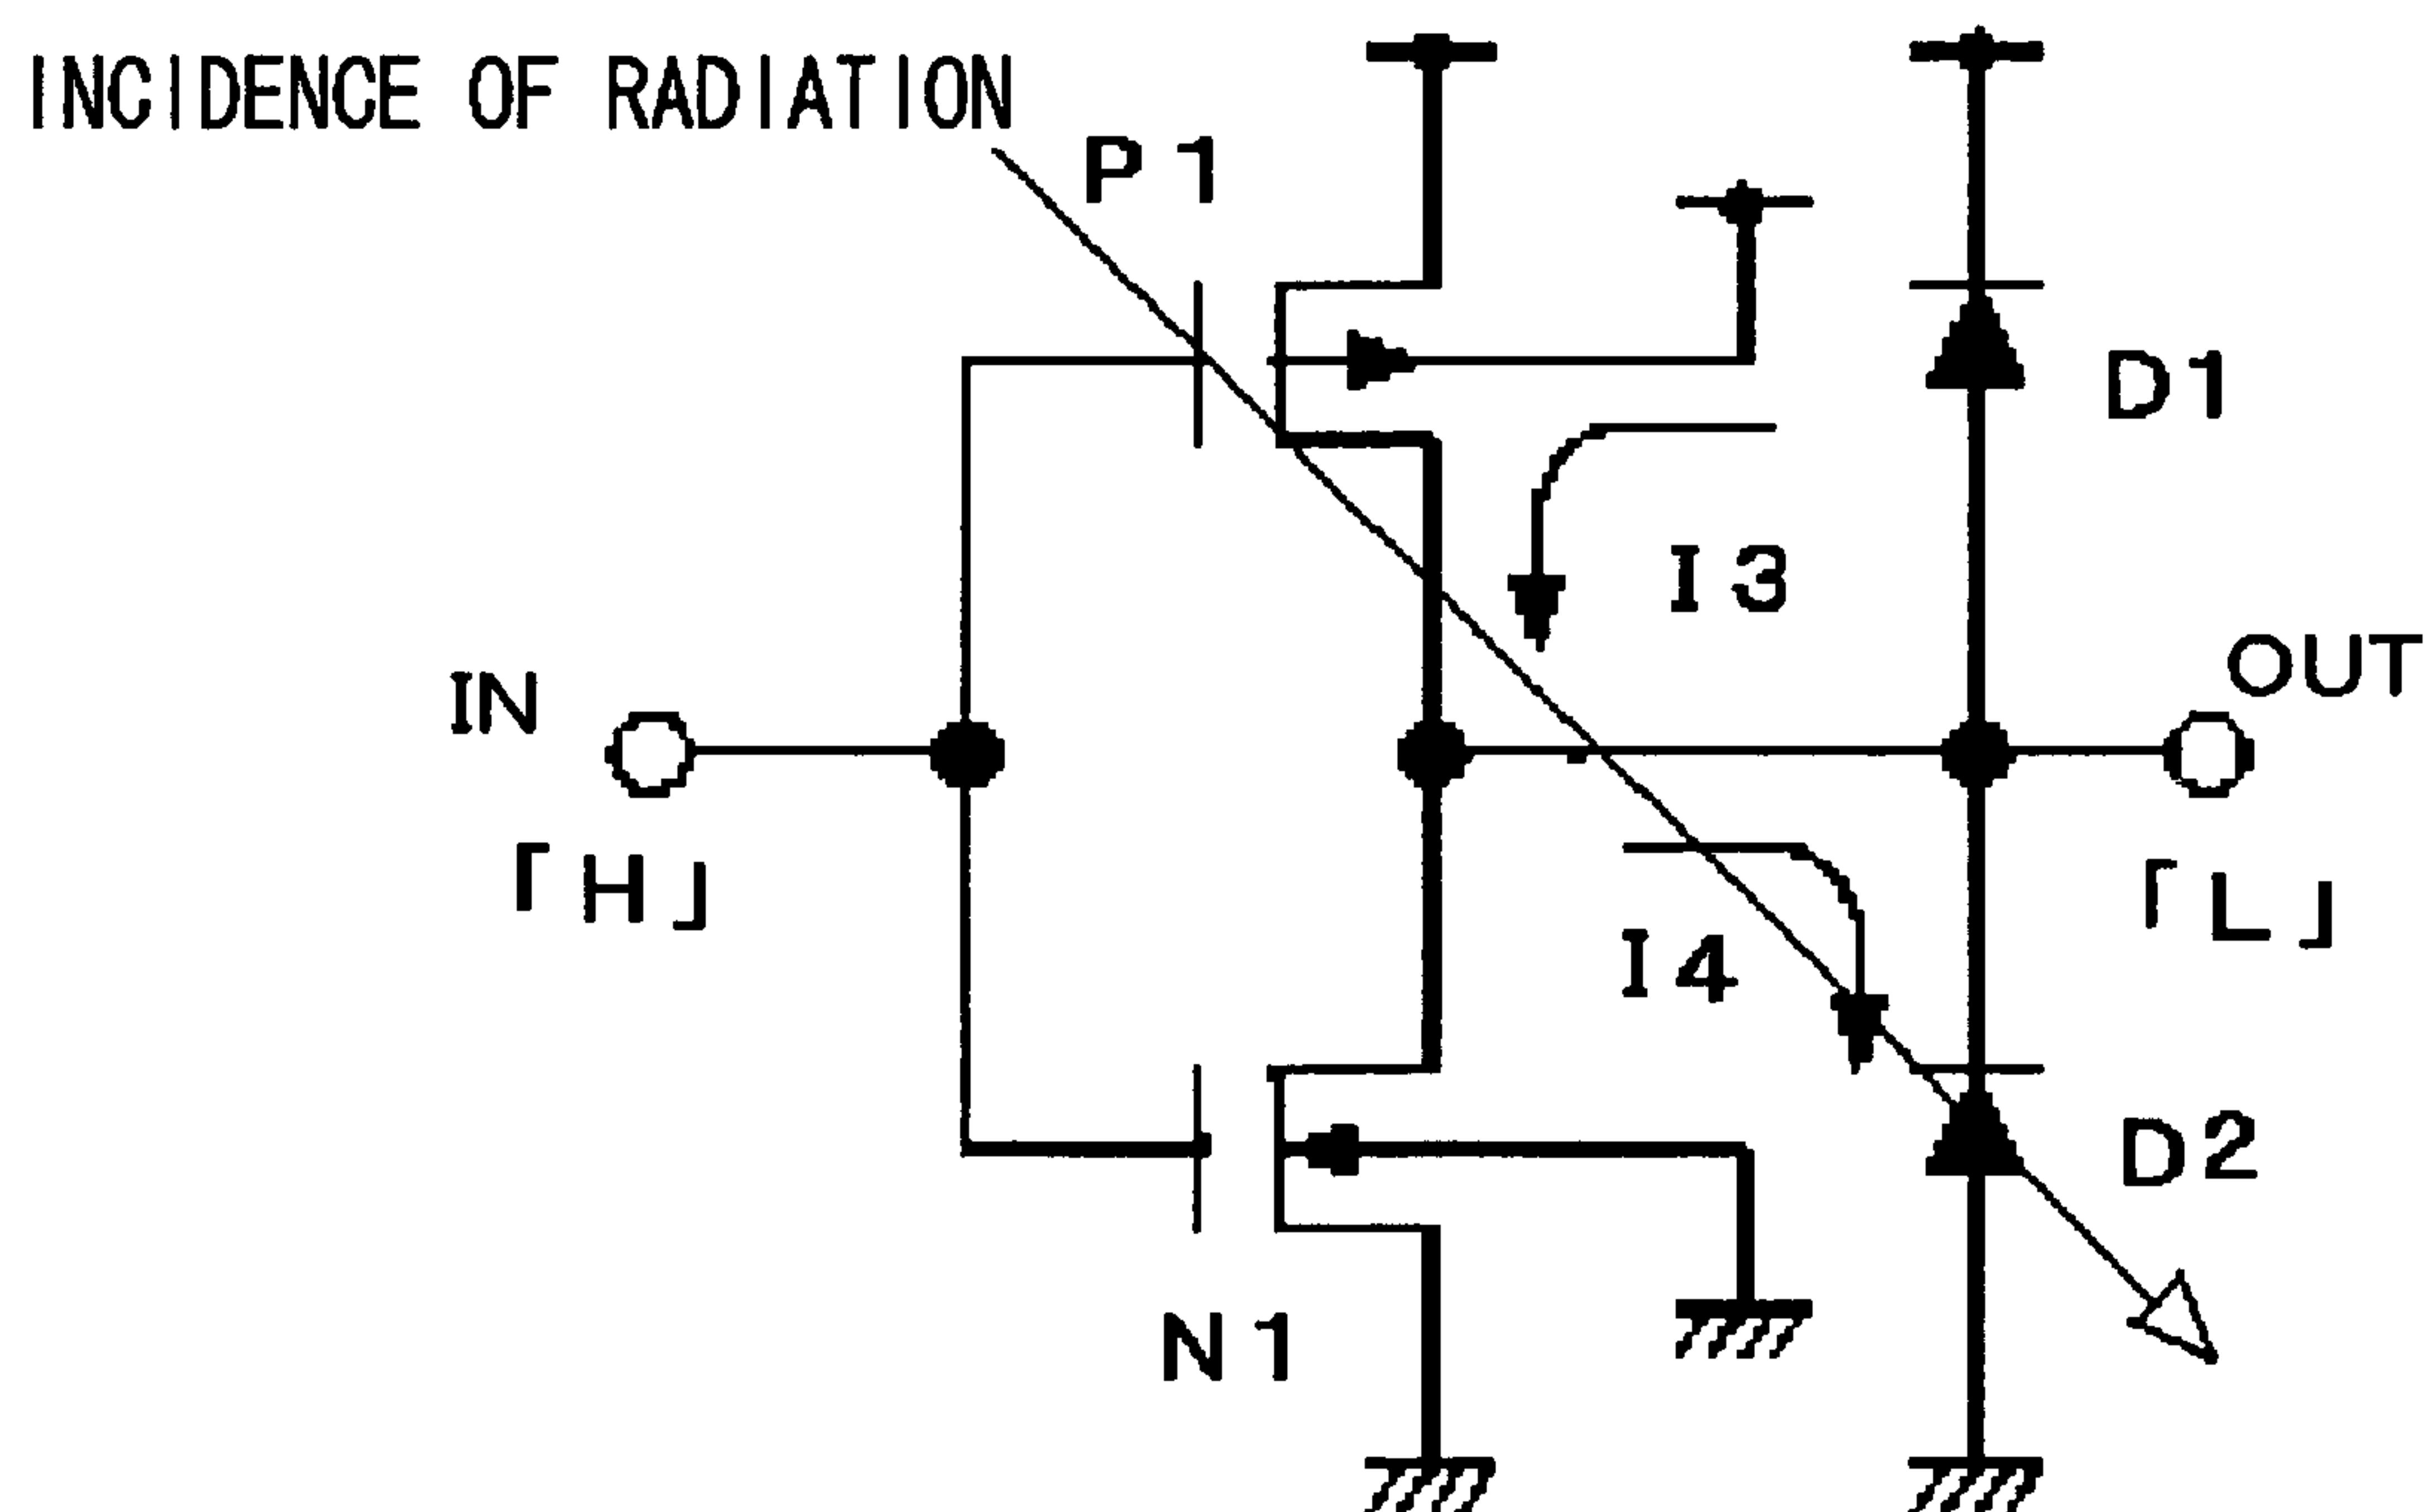 INCIDENCE OF RADIATION
P1
D1
I3
IN
OUT
「H」
「L」
I4
D2
N1